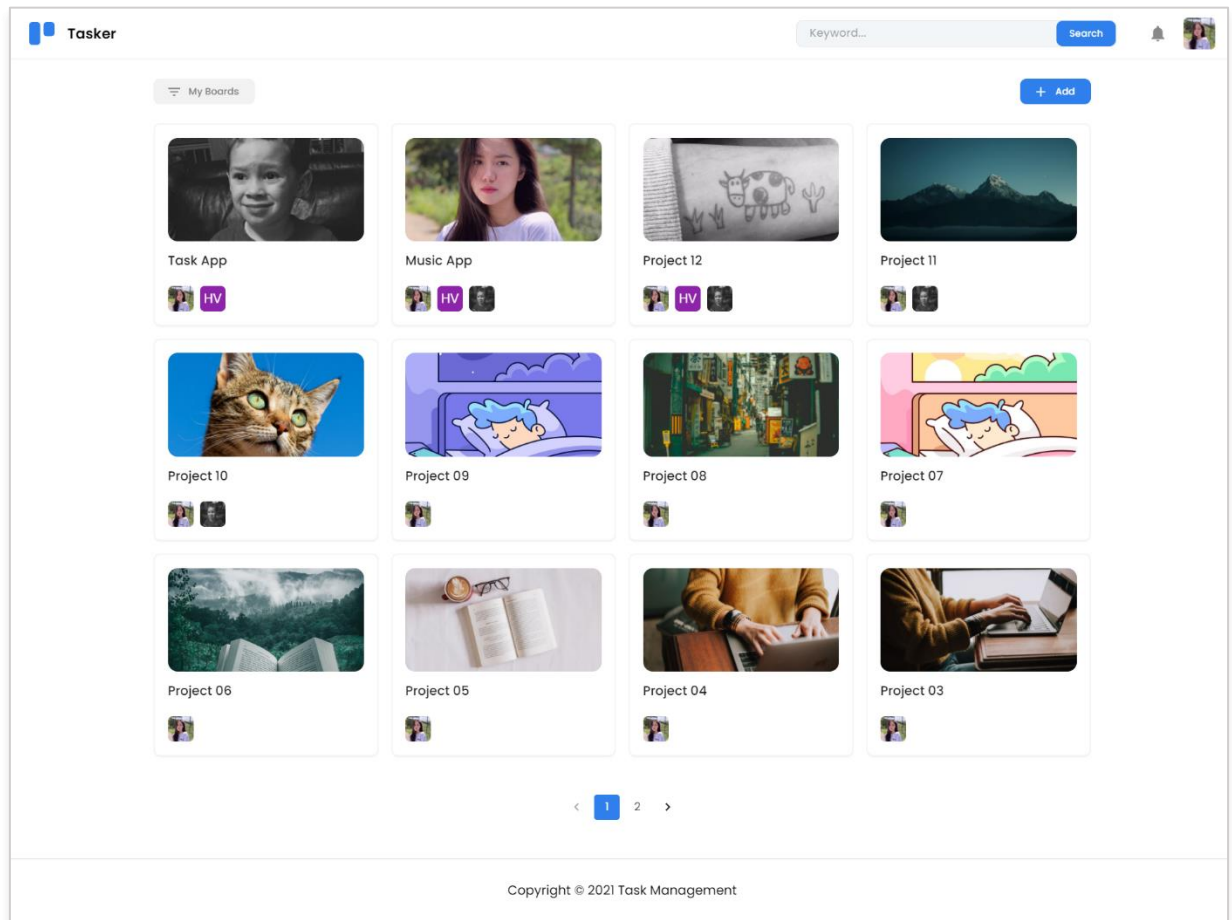 Tasker
Keyword...
Search
My Boards
+ Add
Task App
Music App
Project 12
Project 11
HV
HV
HV
Project 10
Project 09
Project 08
Project 07
Project 06
Project 05
Project 04
Project 03
< 1 2 >
Copyright © 2021 Task Management